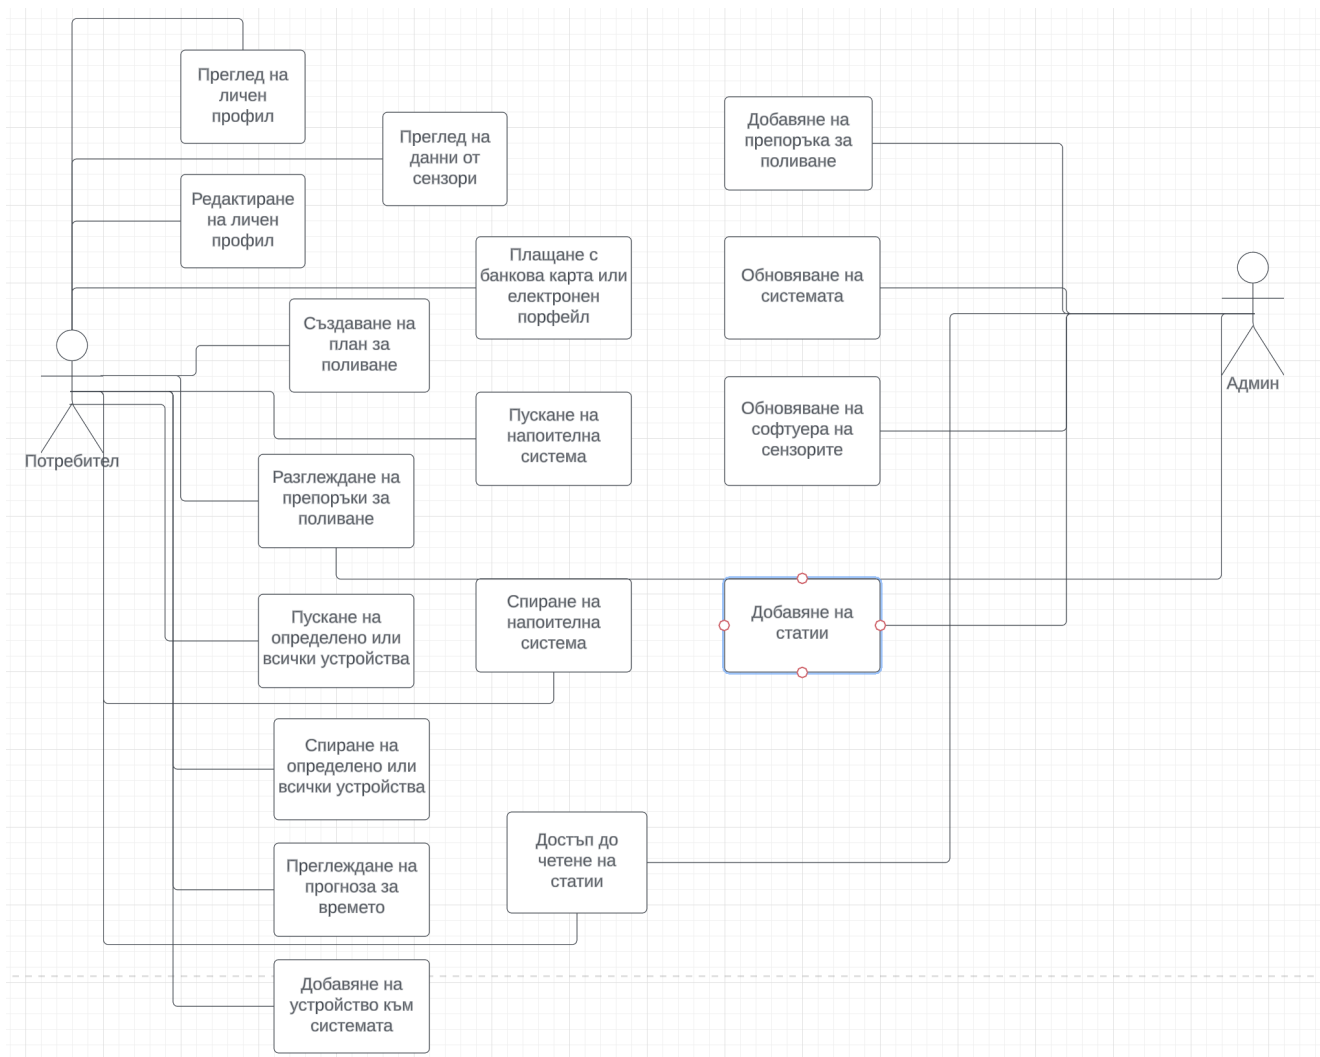 Преглед на
личен
профил
Преглед на
данни от
сензори
Добавяне на
препоръка за
поливане
Редактиране
на личен
профил
Плащане с
банкова карта или
електронен
порфейл
Обновяване на
системата
Създаване на
план за
поливане
Админ
Потребител
Пускане на
напоителна
система
Обновяване на
софтуера на
сензорите
Разглеждане на
препоръки за
поливане
Пускане на
определено или
всички устройства
Спиране на
напоителна
система
Добавяне на
статии
Спиране на
определено или
всички устройства
Достъп до
четене на
статии
Преглеждане на
прогноза за
времето
Добавяне на
устройство към
системата